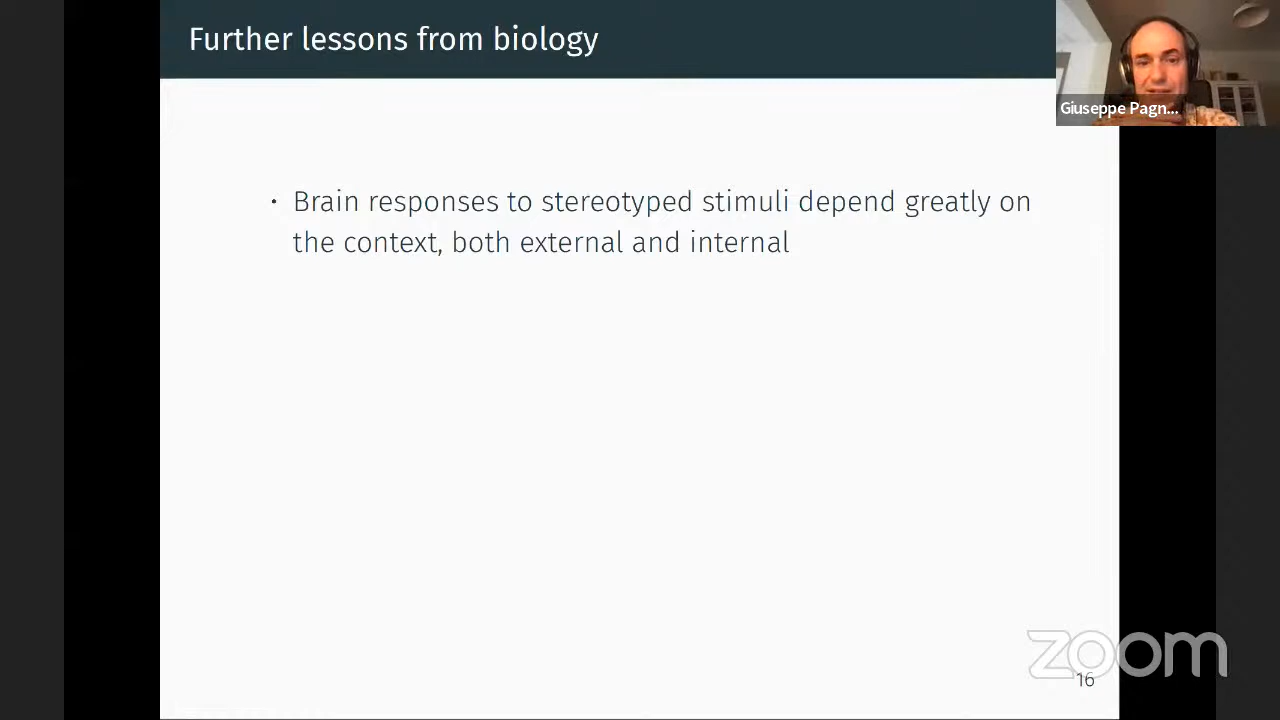 Further lessons from biology
Giuseppe Pagn...
• Brain responses to stereotyped stimuli depend greatly on
the context, both external and internal
zoom
16